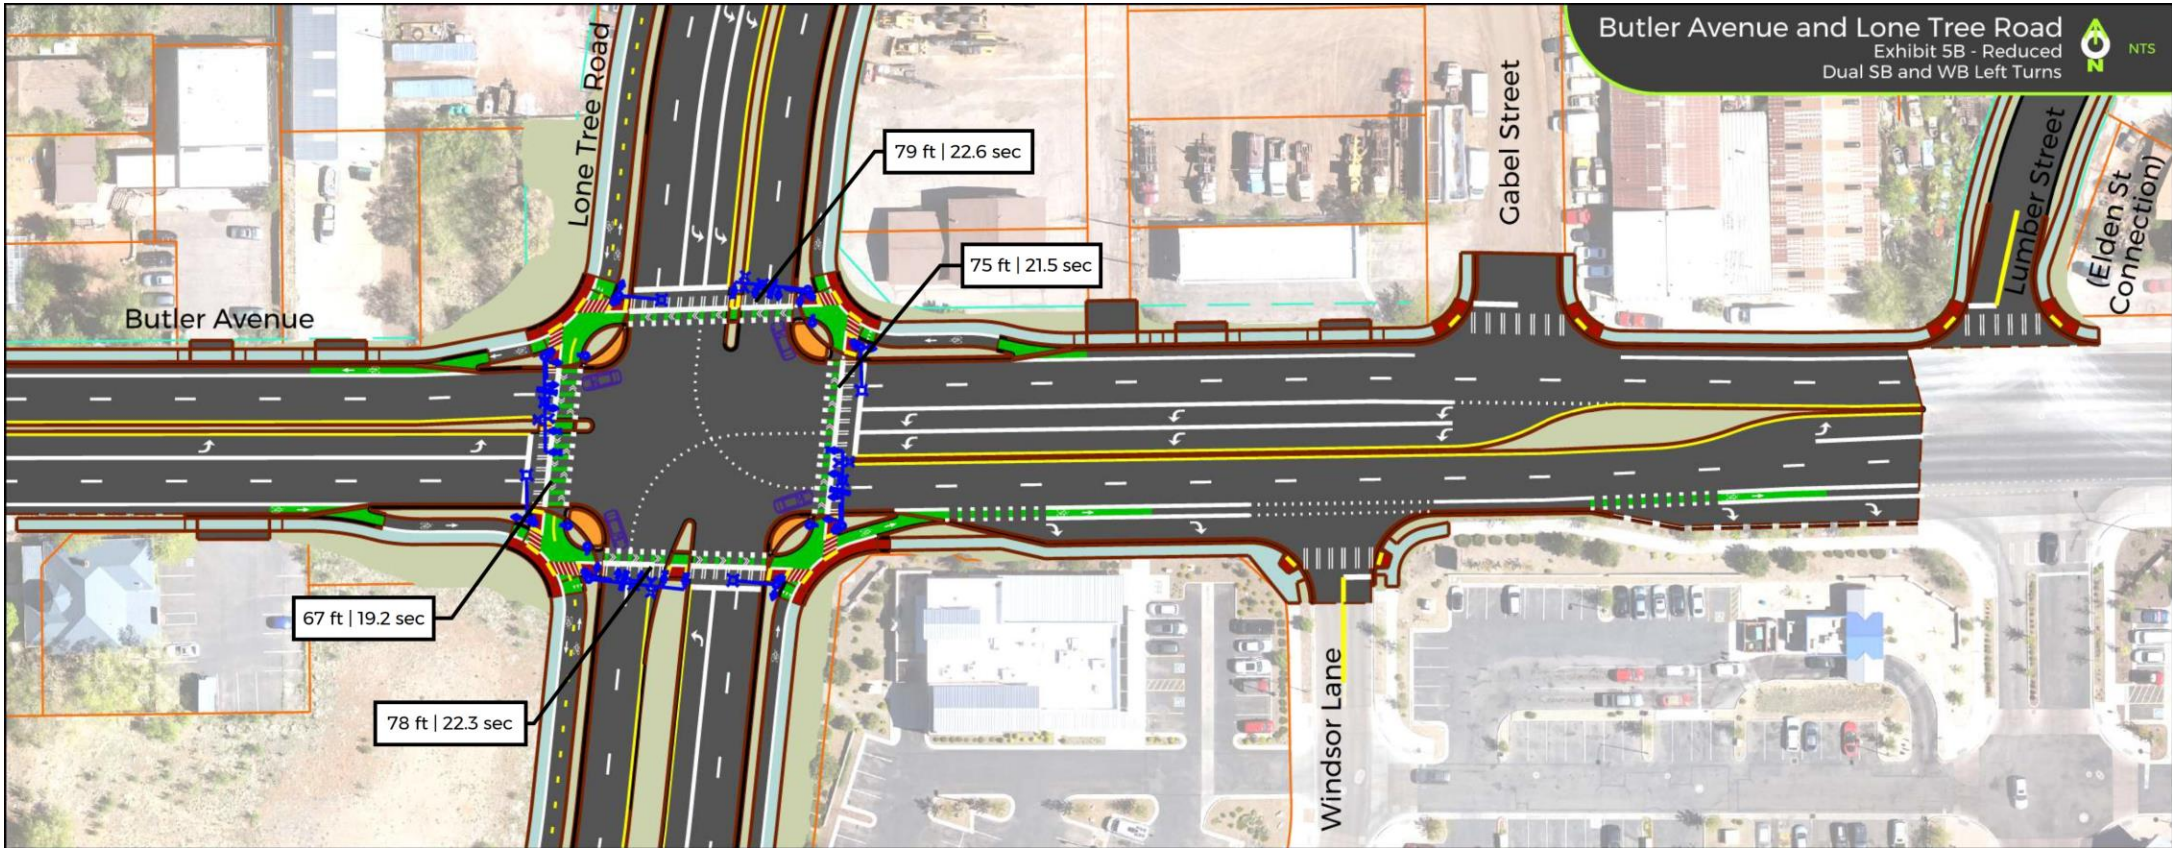 Butler Avenue and Lone Tree Road
Exhibit 5B - Reduced
Dual SB and WB Left Turns
N
NTS
Lone Tree Road
79 ft | 22.6 sec
Gabel Street
Lumber Street
(Elden St
Connection)
75 ft | 21.5 sec
Butler Avenue
67 ft | 19.2 sec
78 ft | 22.3 sec
Windsor Lane